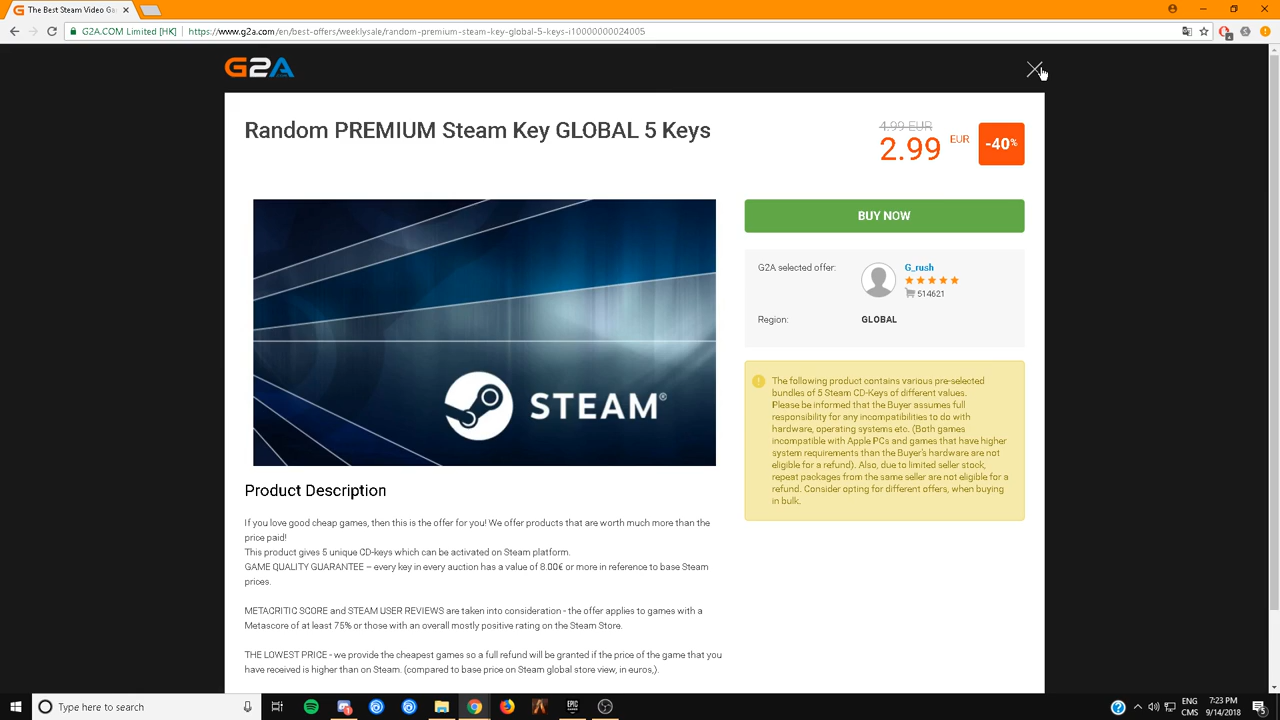 The Best Steam Video Ga
G2A.COM Limited [HK]
https://www.g2a.com/en/best-offers/weeklysale/random-premium-steam-key-global-5-keys-i10000000024005
G2A
.COM
Random PREMIUM Steam Key GLOBAL 5 Keys
4.99 EUR
2.99 EUR
-40%
BUY NOW
G2A selected offer:
G_rush
514621
Region:
GLOBAL
STEAM®
The following product contains various pre-selected
bundles of 5 Steam CD-Keys of different values.
Please be informed that the Buyer assumes full
responsibility for any incompatibilities to do with
hardware, operating systems etc. (Both games
incompatible with Apple PCs and games that have higher
system requirements than the Buyer's hardware are not
eligible for a refund). Also, due to limited seller stock,
repeat packages from the same seller are not eligible for a
refund. Consider opting for different offers, when buying
in bulk.
Product Description
If you love good cheap games, then this is the offer for you! We offer products that are worth much more than the
price paid!
This product gives 5 unique CD-keys which can be activated on Steam platform.
GAME QUALITY GUARANTEE – every key in every auction has a value of 8.00€ or more in reference to base Steam
prices.
METACRITIC SCORE and STEAM USER REVIEWS are taken into consideration - the offer applies to games with a
Metascore of at least 75% or those with an overall mostly positive rating on the Steam Store.
THE LOWEST PRICE - we provide the cheapest games so a full refund will be granted if the price of the game that you
have received is higher than on Steam. (compared to base price on Steam global store view, in euros,).
Type here to search
EPIC
GAMES
ENG
CMS
7:23 PM
9/14/2018
5